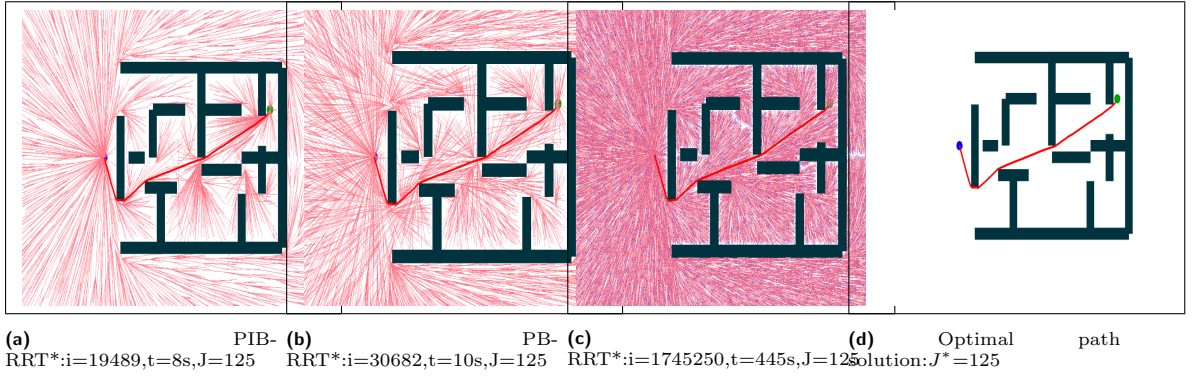 (a) PIB-
RRT*:i=19489,t=8s,J=125
(b) PB-
RRT*:i=30682,t=10s,J=125
(c)
RRT*:i=1745250,t=445s,J=125
(d) Optimal path
solution:J*=125